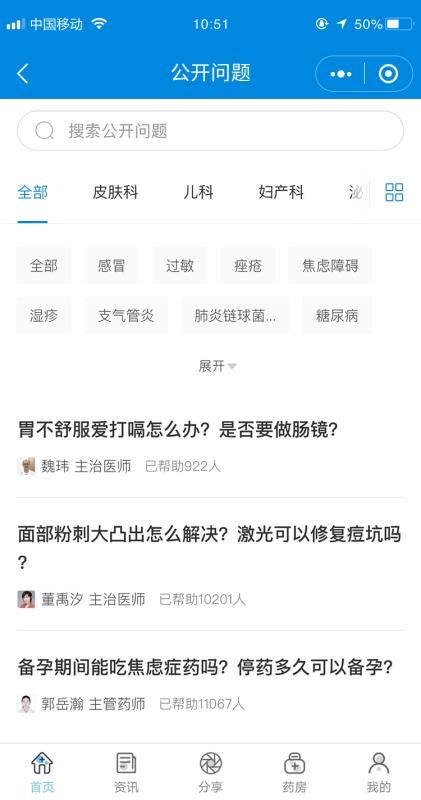 中国移动 10:51 50%
公开问题
搜索公开问题
全部 皮肤科 儿科 妇产科
全部 感冒 过敏 痤疮 焦虑障碍
湿疹 支气管炎 肺炎链球菌... 糖尿病
展开
胃不舒服爱打嗝怎么办？是否要做肠镜？
魏玮 主治医师 已帮助922人
面部粉刺大凸出怎么解决？激光可以修复痘坑吗
？
董禹汐 主治医师 已帮助10201人
备孕期间能吃焦虑症药吗？停药多久可以备孕？
郭岳瀚 主管药师 已帮助11067人
首页 资讯 分享 药房 我的